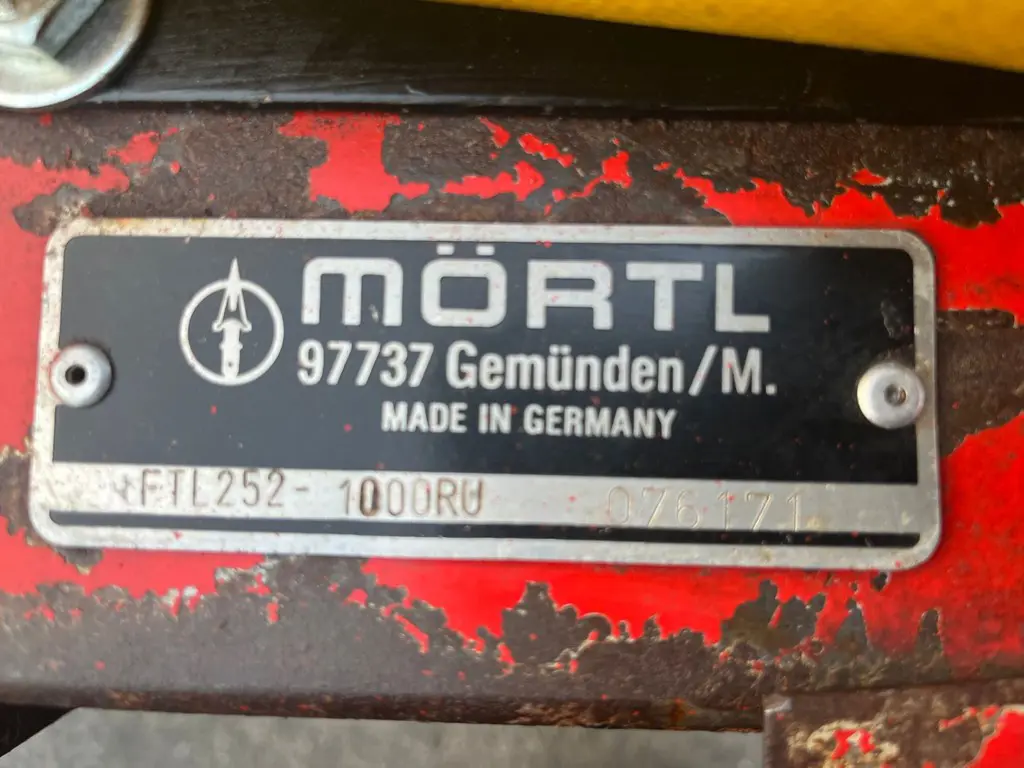 MÖRTL
97737 Gemünden/M.
MADE IN GERMANY
FTL252- 1000RU 076171